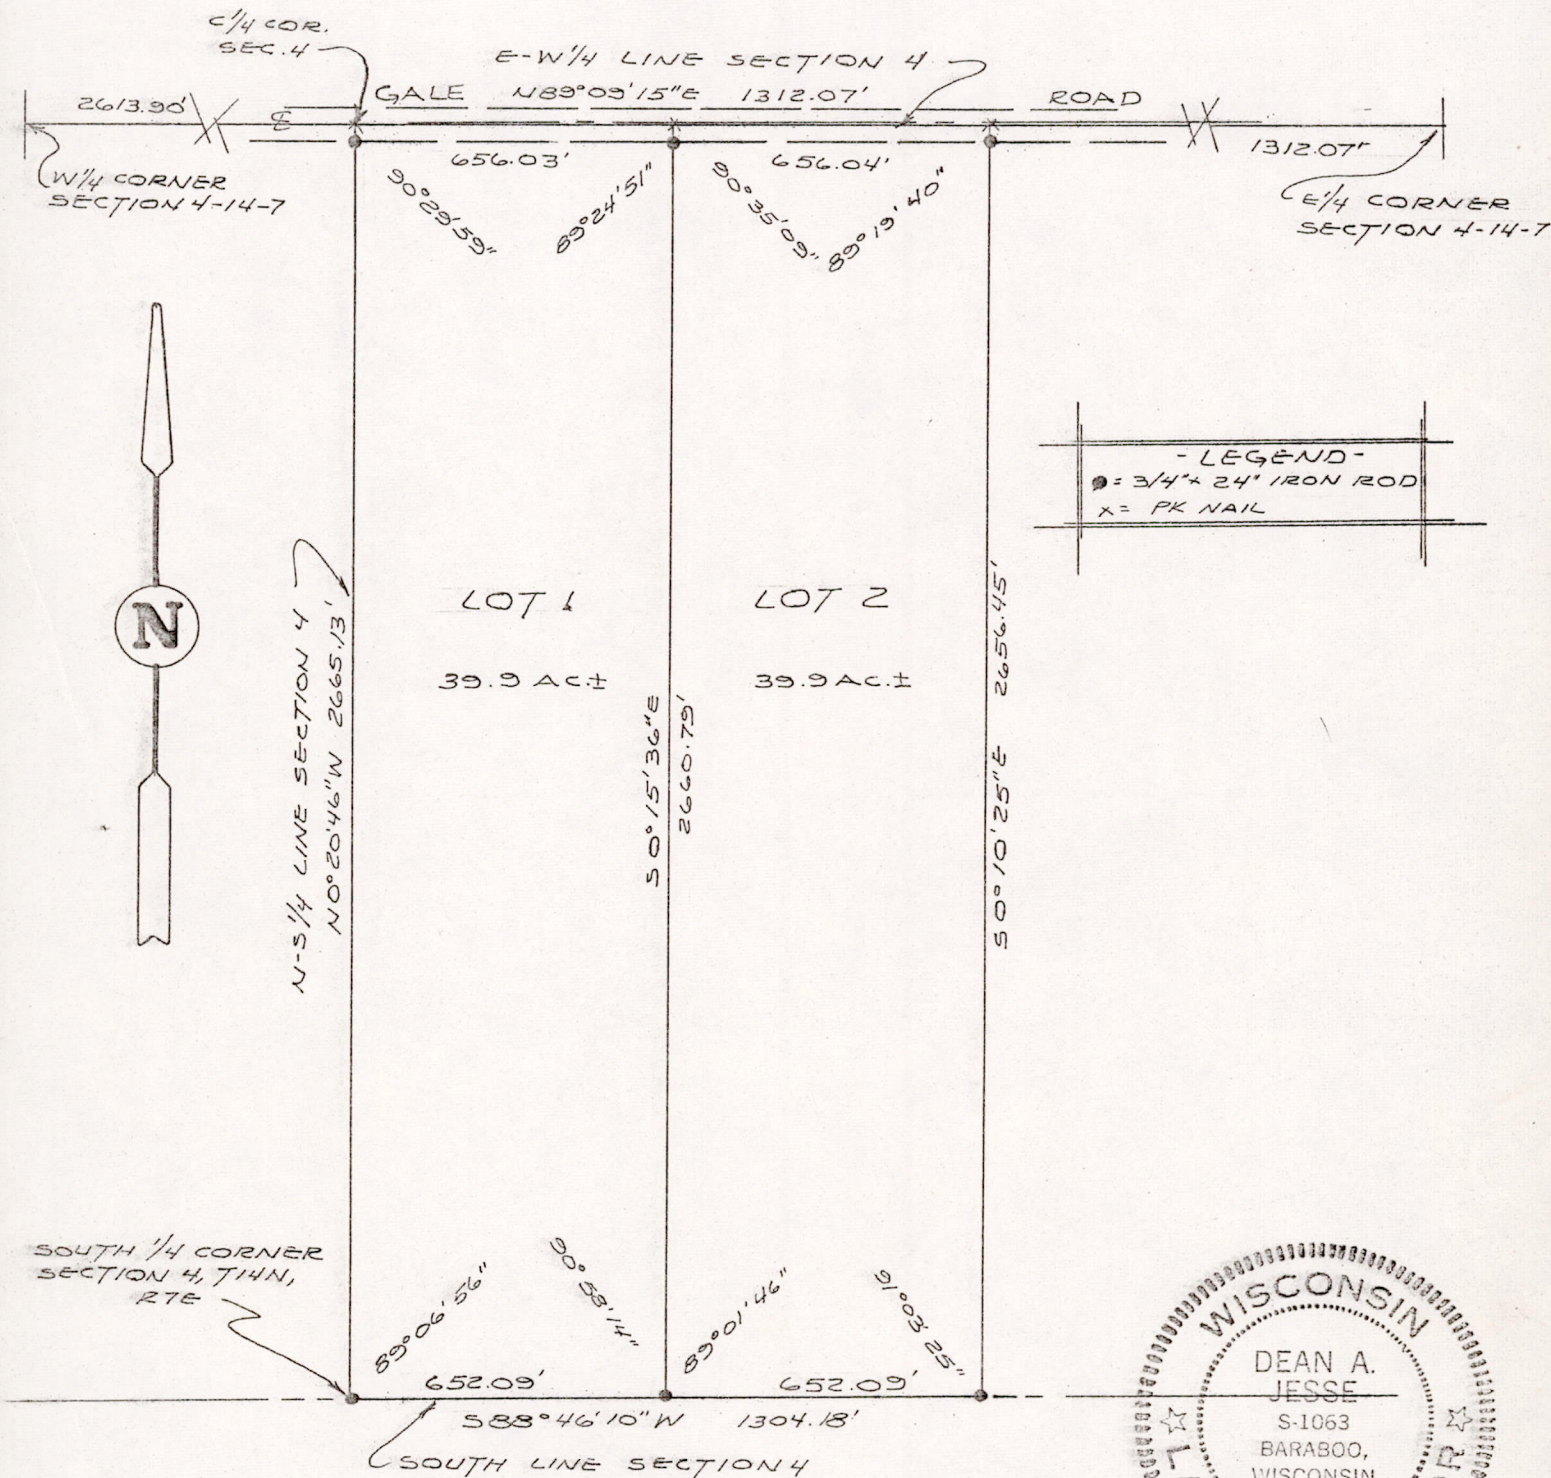 C 1/4 COR.
SEC. 4
E-W 1/4 LINE SECTION 4
2613.90'
℄
GALE N89°09'15"E 1312.07' ROAD
656.03'
656.04'
1312.07"
W 1/4 CORNER
SECTION 4-14-7
E 1/4 CORNER
SECTION 4-14-7
90°29'59"
89°24'51"
90°35'09"
89°19'40"
N
-LEGEND-
●= 3/4"x 24" IRON ROD
x= PK NAIL
LOT 1
39.9 AC.±
LOT 2
39.9 AC.±
N-S 1/4 LINE SECTION 4
N0°20'46"W 2665.13'
S0°15'36"E
2660.79'
S0°10'25"E 2656.45'
SOUTH 1/4 CORNER
SECTION 4, T14N,
R7E
89°06'56"
90°58'14"
89°01'46"
91°03'25"
652.09'
652.09'
S88°46'10"W 1304.18'
SOUTH LINE SECTION 4
WISCONSIN
DEAN A.
JESSE
S-1063
BARABOO,
WISCONSIN